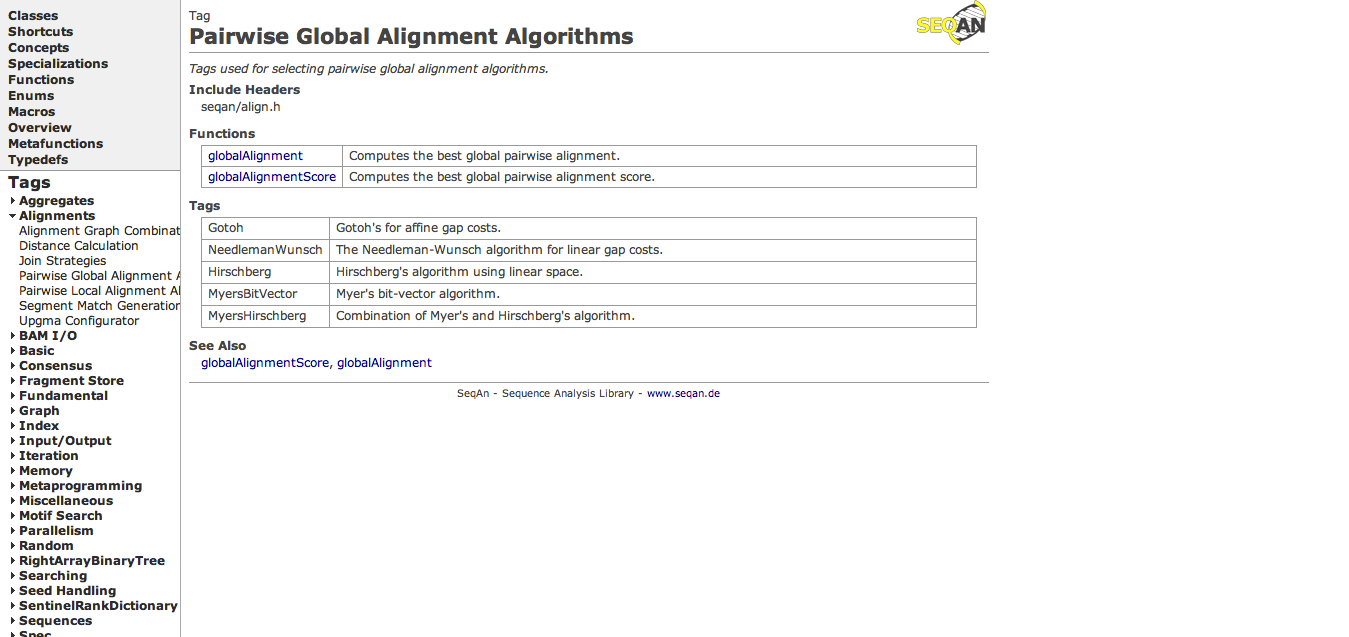 Classes
Shortcuts
Concepts
Specializations
Functions
Enums
Macros
Overview
Metafunctions
Typedefs
Tags
Aggregates
Alignments
Alignment Graph Combinat
Distance Calculation
Join Strategies
Pairwise Global Alignment A
Pairwise Local Alignment Al
Segment Match Generation
Upgma Configurator
BAM I/O
Basic
Consensus
Fragment Store
Fundamental
Graph
Index
Input/Output
Iteration
Memory
Metaprogramming
Miscellaneous
Motif Search
Parallelism
Random
RightArrayBinaryTree
Searching
Seed Handling
SentinelRankDictionary
Sequences
Spec
Tag
SEQAN
Pairwise Global Alignment Algorithms
Tags used for selecting pairwise global alignment algorithms.
Include Headers
seqan/align.h
Functions
globalAlignment Computes the best global pairwise alignment.
globalAlignmentScore Computes the best global pairwise alignment score.
Tags
Gotoh Gotoh's for affine gap costs.
NeedlemanWunsch The Needleman-Wunsch algorithm for linear gap costs.
Hirschberg Hirschberg's algorithm using linear space.
MyersBitVector Myer's bit-vector algorithm.
MyersHirschberg Combination of Myer's and Hirschberg's algorithm.
See Also
globalAlignmentScore, globalAlignment
SeqAn - Sequence Analysis Library - www.seqan.de